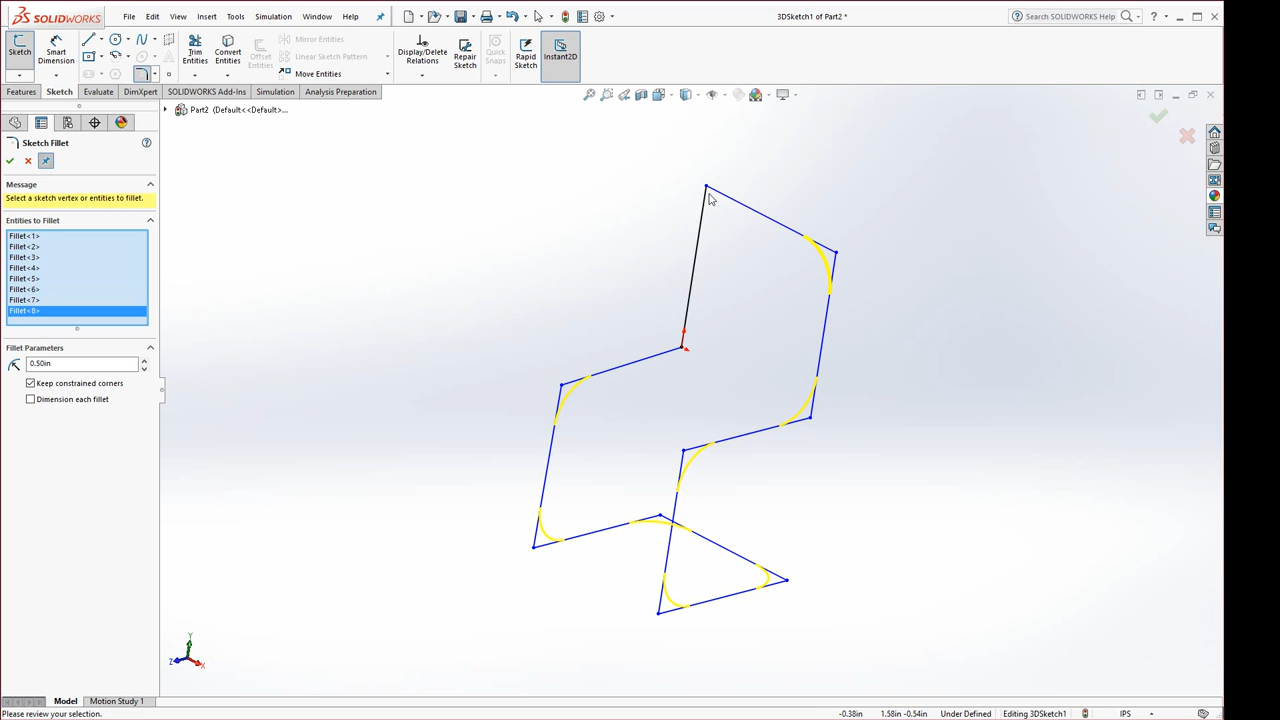 SOLIDWORKS
File
Edit
View
Insert
Tools
Simulation
Window
Help
3DSketch1 of Part2 *
Search SOLIDWORKS Help
Sketch
Smart
Dimension
Trim
Entities
Convert
Entities
Offset
Entities
Mirror Entities
Linear Sketch Pattern
Move Entities
Display/Delete
Relations
Repair
Sketch
Quick
Snaps
Rapid
Sketch
Instant2D
Features
Sketch
Evaluate
DimXpert
SOLIDWORKS Add-Ins
Simulation
Analysis Preparation
Part2 (Default<<Default>...
Sketch Fillet
Message
Select a sketch vertex or entities to fillet.
Entities to Fillet
Fillet<1>
Fillet<2>
Fillet<3>
Fillet<4>
Fillet<5>
Fillet<6>
Fillet<7>
Fillet<8>
Fillet Parameters
0.50in
Keep constrained corners
Dimension each fillet
Y
Z
X
Model
Motion Study 1
Please review your selection.
-0.38in
1.58in -0.54in
Under Defined
Editing 3DSketch1
IPS